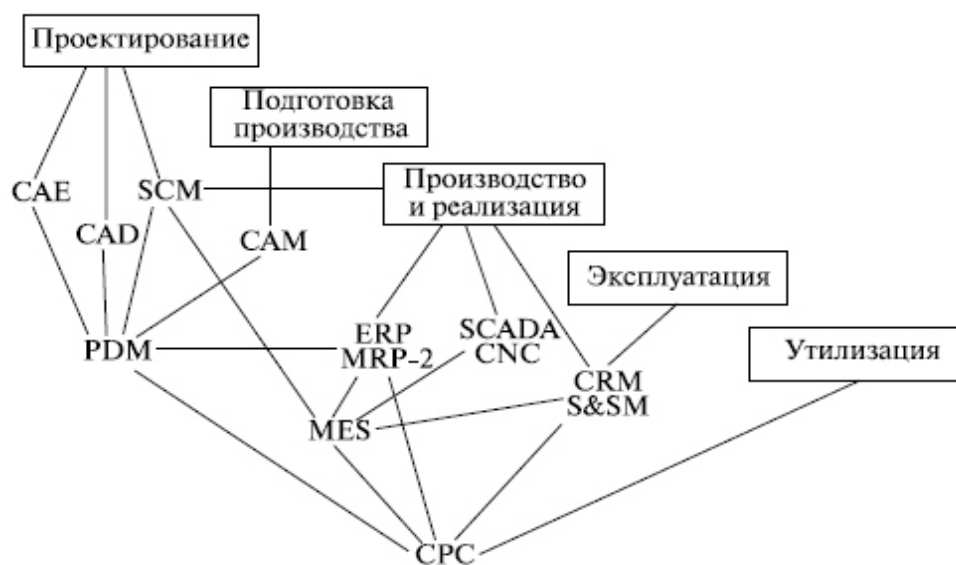 Проектирование
Подготовка
производства
CAE
SCM
Производство
и реализация
CAD
CAM
Эксплуатация
ERP
MRP-2
SCADA
CNC
PDM
Утилизация
CRM
S&SM
MES
CPC